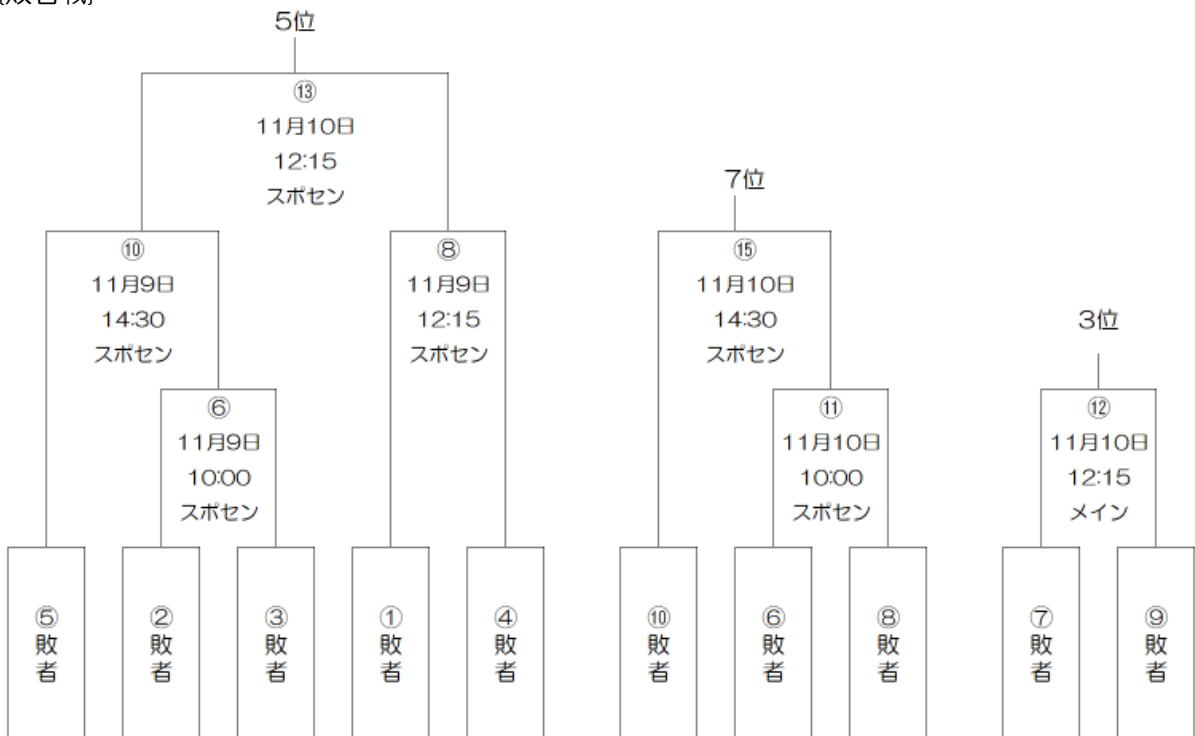 5位
⑬
11月10日
12:15
スポセン
7位
⑩
11月9日
14:30
スポセン
⑧
11月9日
12:15
スポセン
⑮
11月10日
14:30
スポセン
3位
⑥
11月9日
10:00
スポセン
⑪
11月10日
10:00
スポセン
⑫
11月10日
12:15
メイン
⑤敗者
②敗者
③敗者
①敗者
④敗者
⑩敗者
⑥敗者
⑧敗者
⑦敗者
⑨敗者